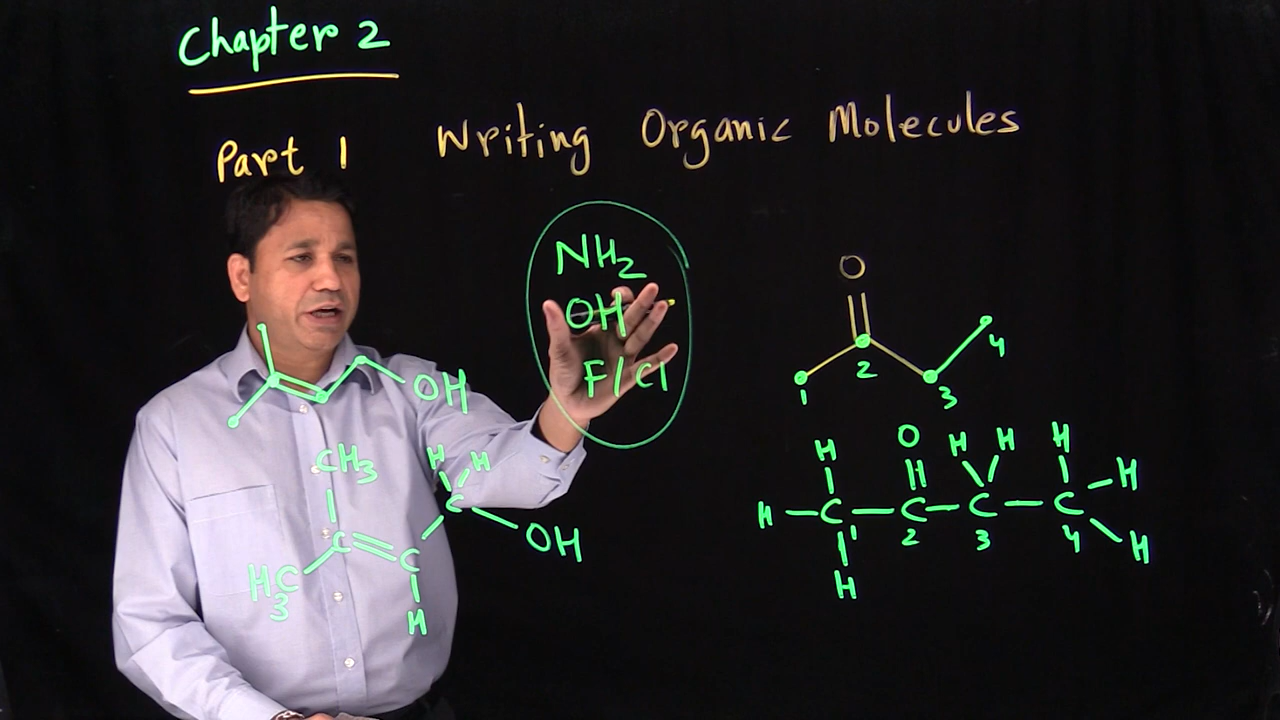 Chapter 2
Part 1 Writing Organic Molecules
NH2
OH
F/Cl
O
1 2 3 4
OH
CH3
H H
C
OH
C C
H3C
H
H O H H H
H C C C C H
1 2 3 4
H H